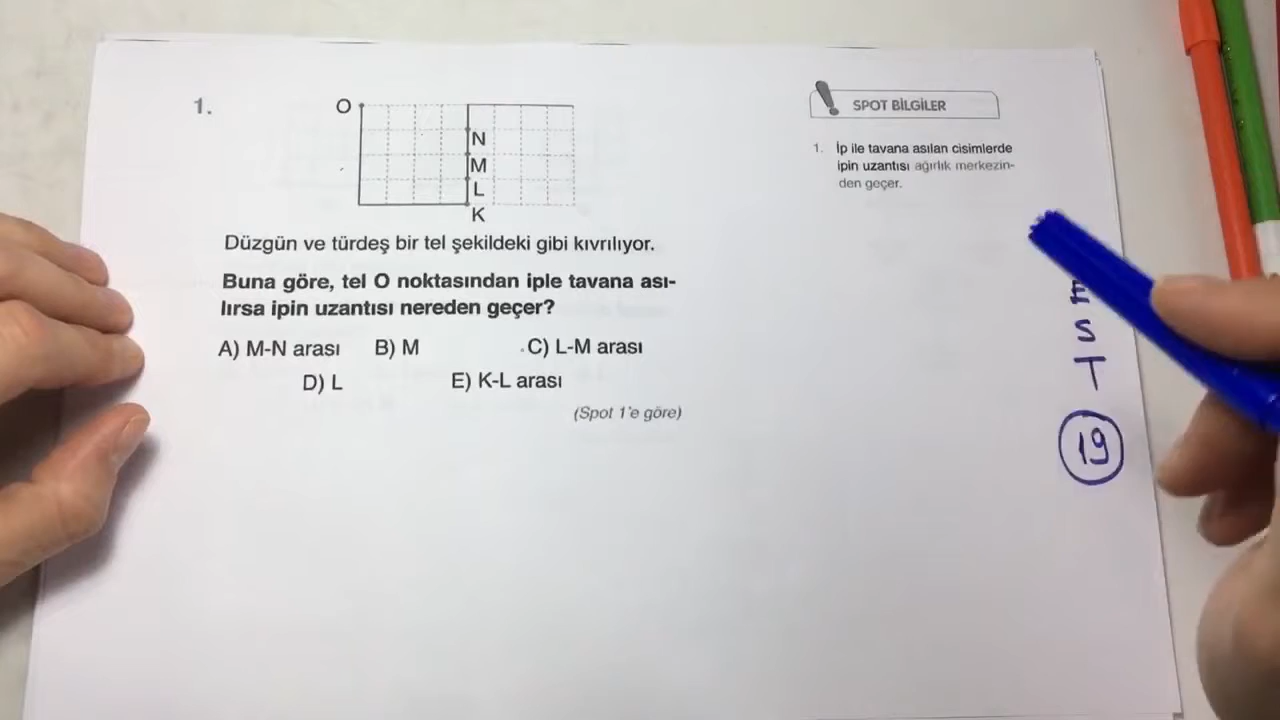 1.
O
N
M
L
K
Düzgün ve türdeş bir tel şekildeki gibi kıvrılıyor.
Buna göre, tel O noktasından iple tavana ası-
lırsa ipin uzantısı nereden geçer?
A) M-N arası B) M C) L-M arası
D) L E) K-L arası
(Spot 1'e göre)
SPOT BİLGİLER
1. İp ile tavana asılan cisimlerde
ipin uzantısı ağırlık merkezin-
den geçer.
E
S
T
19